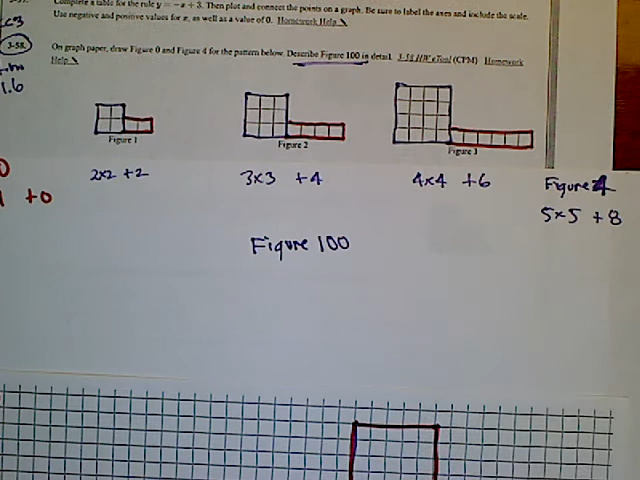 Complete a table for the rule y = −x + 3. Then plot and connect the points on a graph. Be sure to label the axes and include the scale.
Use negative and positive values for x, as well as a value of 0. Homework Help
3-58.
On graph paper, draw Figure 0 and Figure 4 for the pattern below. Describe Figure 100 in detail. 3-58 HW eTool (CPM) Homework
Help
1.6
Figure 1
Figure 2
Figure 3
2x2 +2
3x3 +4
4x4 +6
Figure 4
5x5 +8
+0
Figure 100